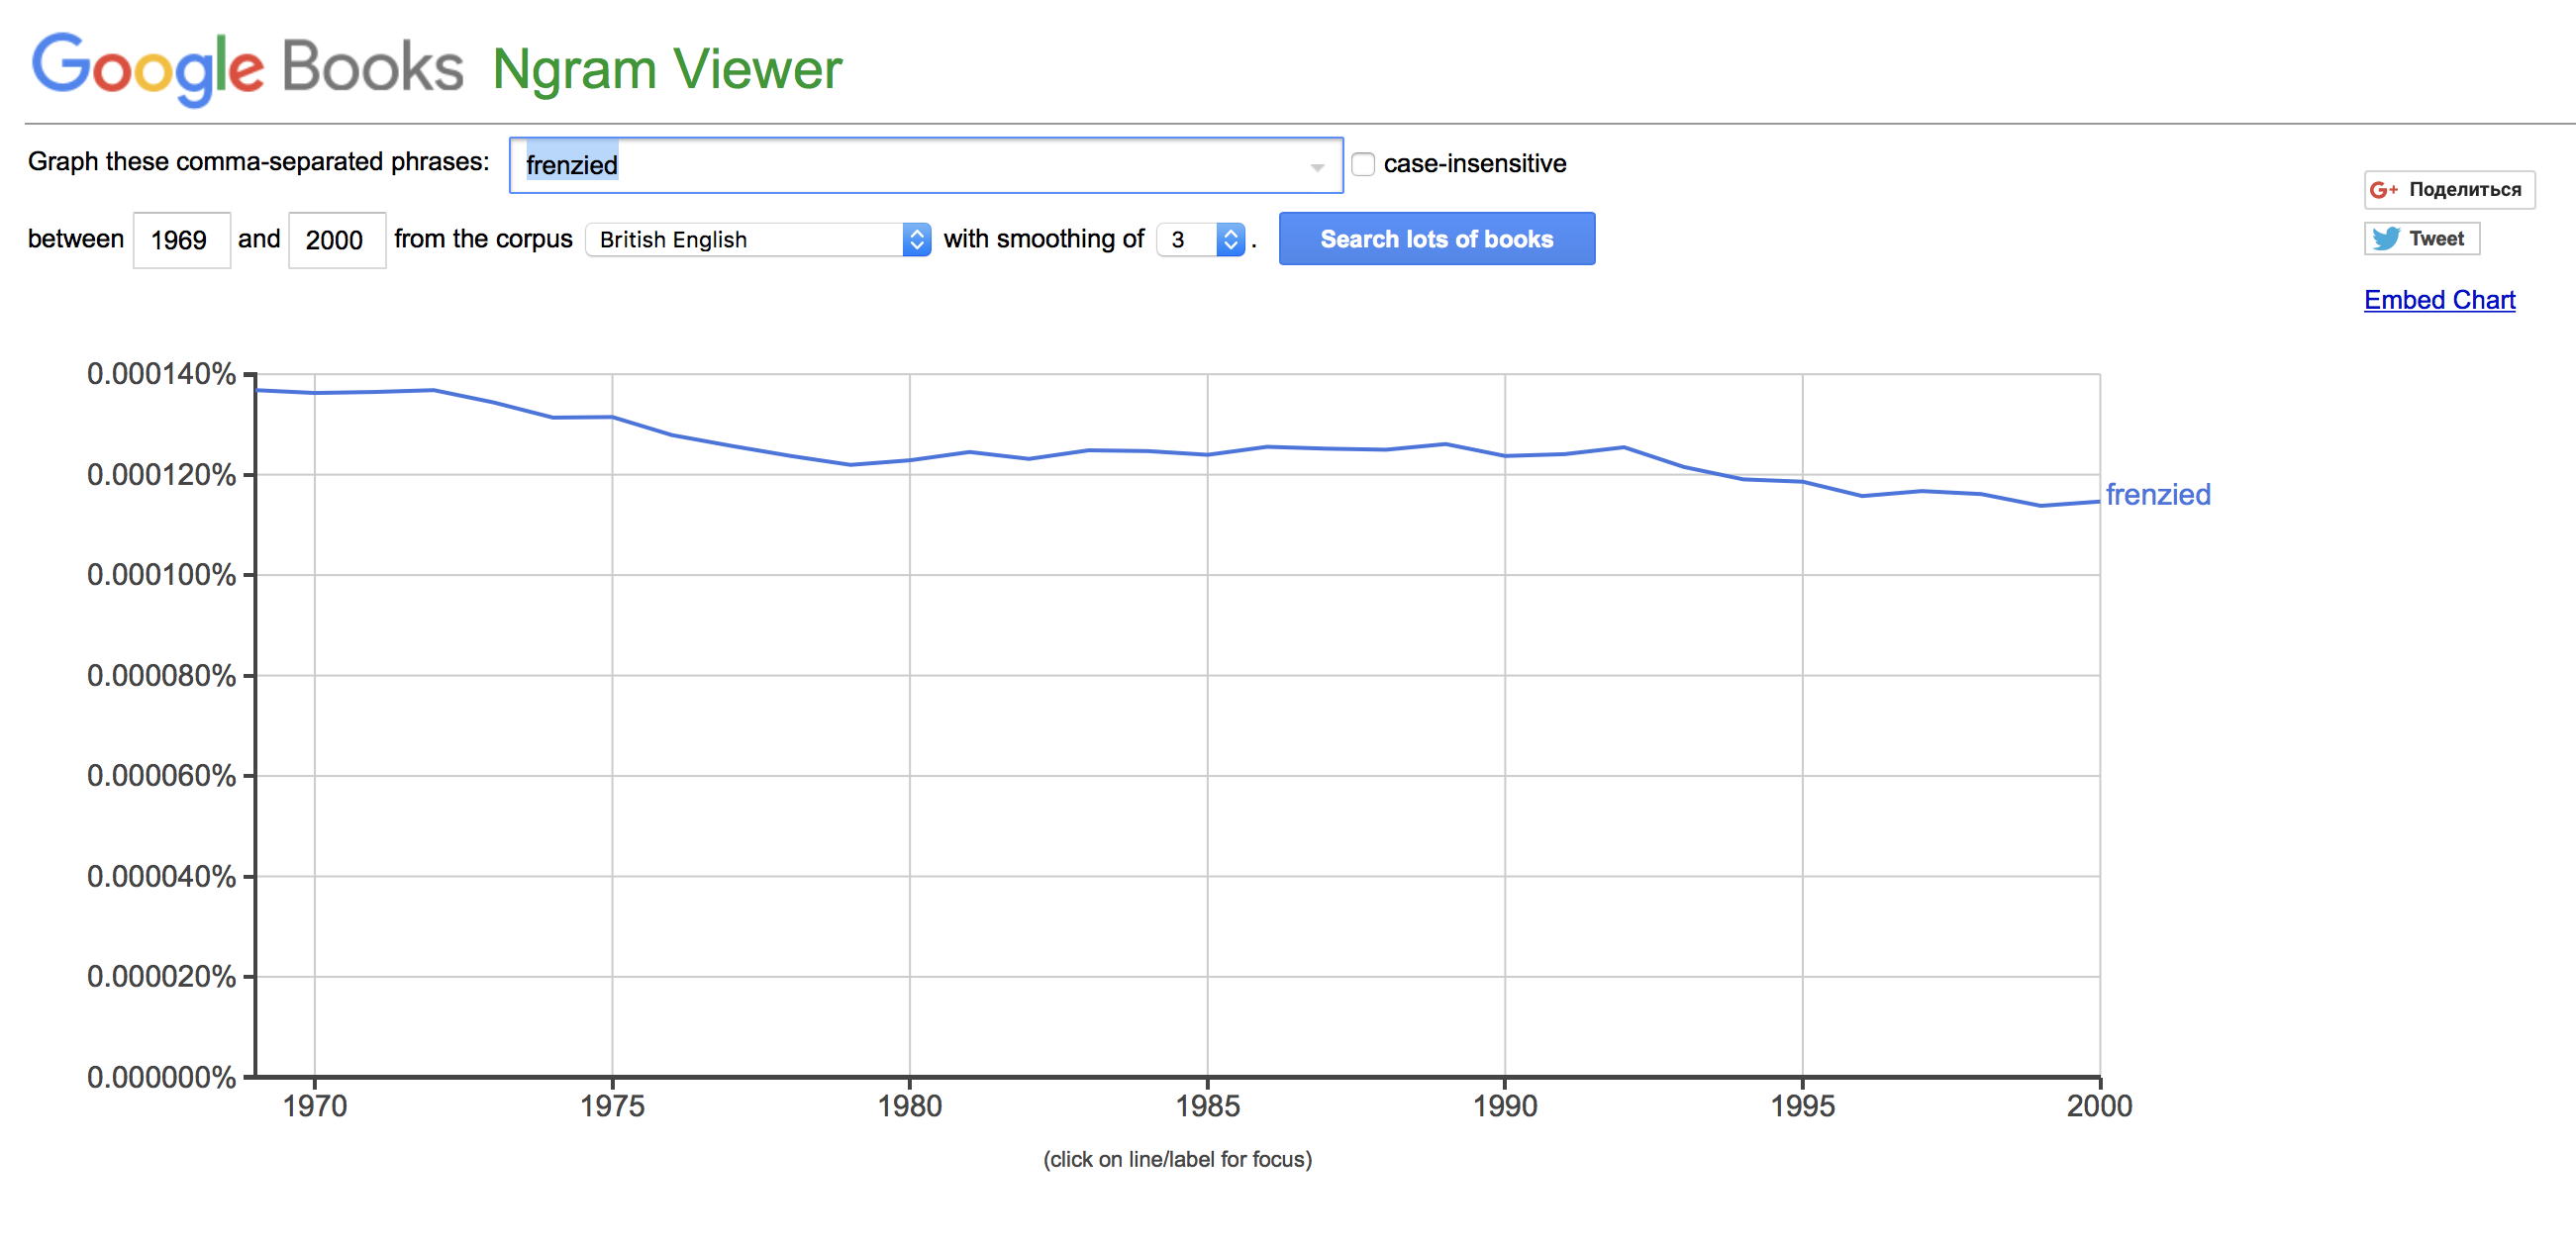 Google Books Ngram Viewer
Graph these comma-separated phrases: frenzied case-insensitive
between 1969 and 2000 from the corpus British English with smoothing of 3 . Search lots of books
G+ Поделиться
Tweet
Embed Chart
0.000140%
0.000120%
frenzied
0.000100%
0.000080%
0.000060%
0.000040%
0.000020%
0.000000%
1970 1975 1980 1985 1990 1995 2000
(click on line/label for focus)